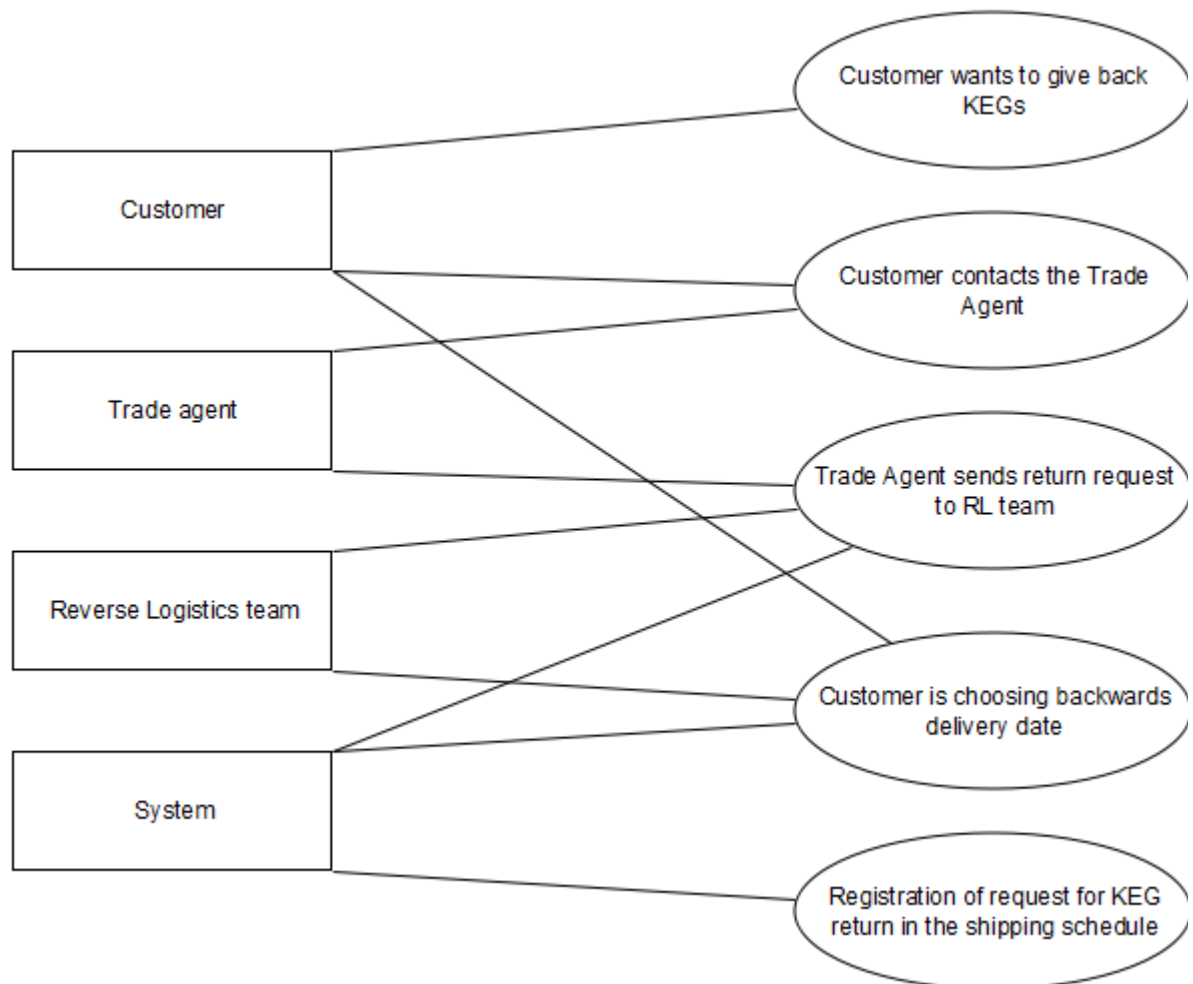 Customer wants to give back
KEGs
Customer
Customer contacts the Trade
Agent
Trade agent
Trade Agent sends return request
to RL team
Reverse Logistics team
Customer is choosing backwards
delivery date
System
Registration of request for KEG
return in the shipping schedule